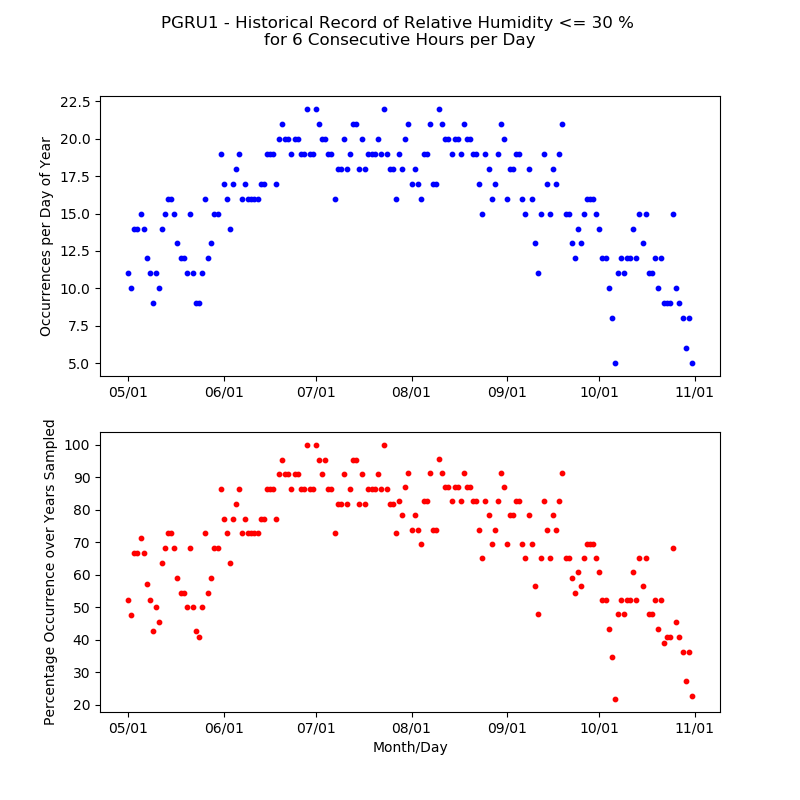 PGRU1 - Historical Record of Relative Humidity <= 30 %
for 6 Consecutive Hours per Day
Occurrences per Day of Year
22.5
20.0
17.5
15.0
12.5
10.0
7.5
5.0
05/01 06/01 07/01 08/01 09/01 10/01 11/01
Percentage Occurrence over Years Sampled
100
90
80
70
60
50
40
30
20
05/01 06/01 07/01 08/01 09/01 10/01 11/01
Month/Day